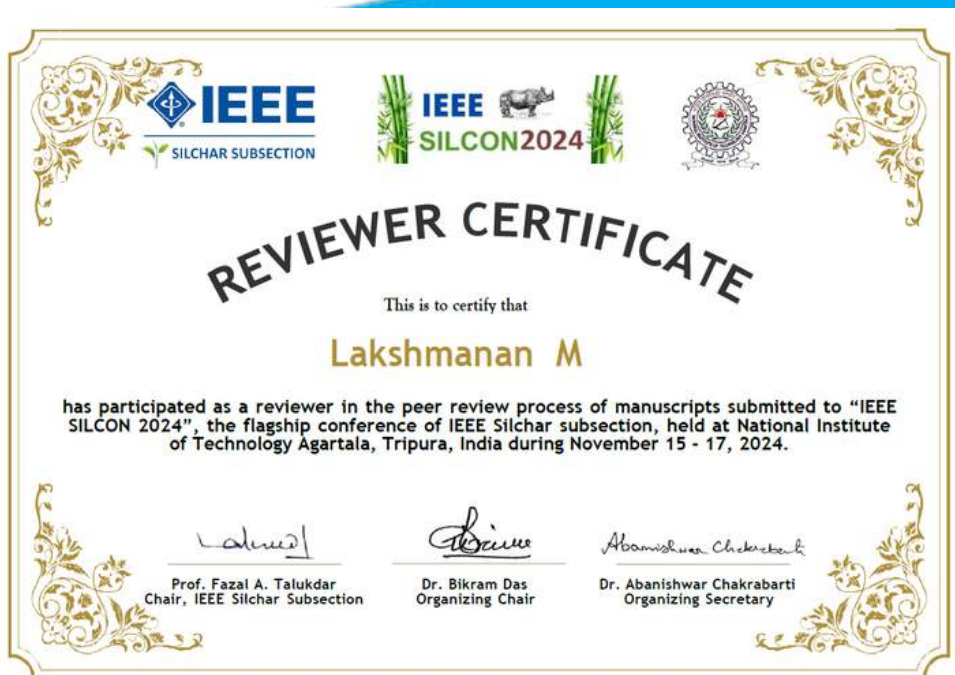 IEEE
SILCHAR SUBSECTION
IEEE
SILCON2024
REVIEWER CERTIFICATE
This is to certify that
Lakshmanan M
has participated as a reviewer in the peer review process of manuscripts submitted to “IEEE
SILCON 2024”, the flagship conference of IEEE Silchar subsection, held at National Institute
of Technology Agartala, Tripura, India during November 15 - 17, 2024.
Abanishwar Chakrabarti
Prof. Fazal A. Talukdar
Chair, IEEE Silchar Subsection
Dr. Bikram Das
Organizing Chair
Dr. Abanishwar Chakrabarti
Organizing Secretary